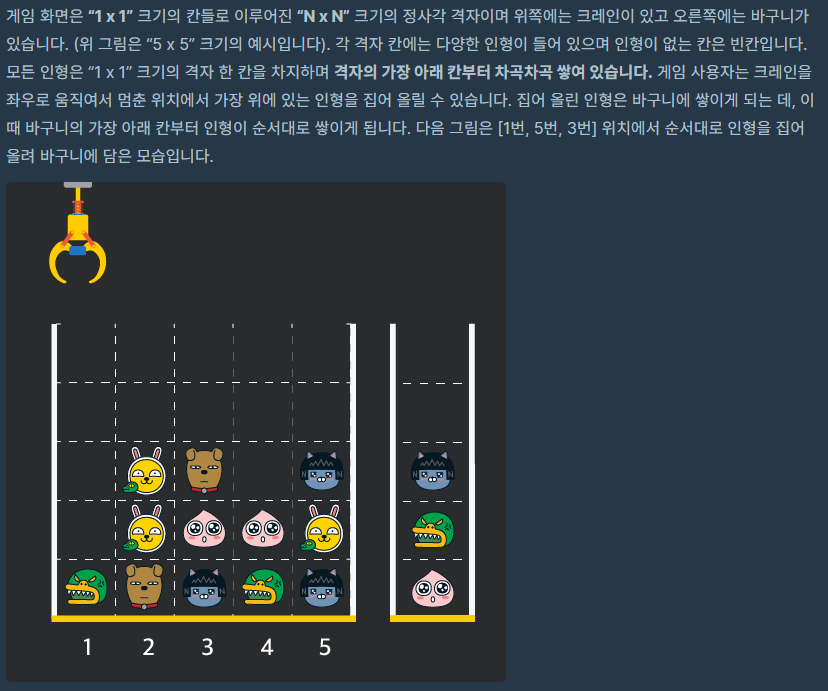 게임 화면은 “1 x 1” 크기의 칸들로 이루어진 “N x N” 크기의 정사각 격자이며 위쪽에는 크레인이 있고 오른쪽에는 바구니가
있습니다. (위 그림은 “5 x 5” 크기의 예시입니다). 각 격자 칸에는 다양한 인형이 들어 있으며 인형이 없는 칸은 빈칸입니다.
모든 인형은 “1 x 1” 크기의 격자 한 칸을 차지하며 격자의 가장 아래 칸부터 차곡차곡 쌓여 있습니다. 게임 사용자는 크레인을
좌우로 움직여서 멈춘 위치에서 가장 위에 있는 인형을 집어 올릴 수 있습니다. 집어 올린 인형은 바구니에 쌓이게 되는 데, 이
때 바구니의 가장 아래 칸부터 인형이 순서대로 쌓이게 됩니다. 다음 그림은 [1번, 5번, 3번] 위치에서 순서대로 인형을 집어
올려 바구니에 담은 모습입니다.
1 2 3 4 5